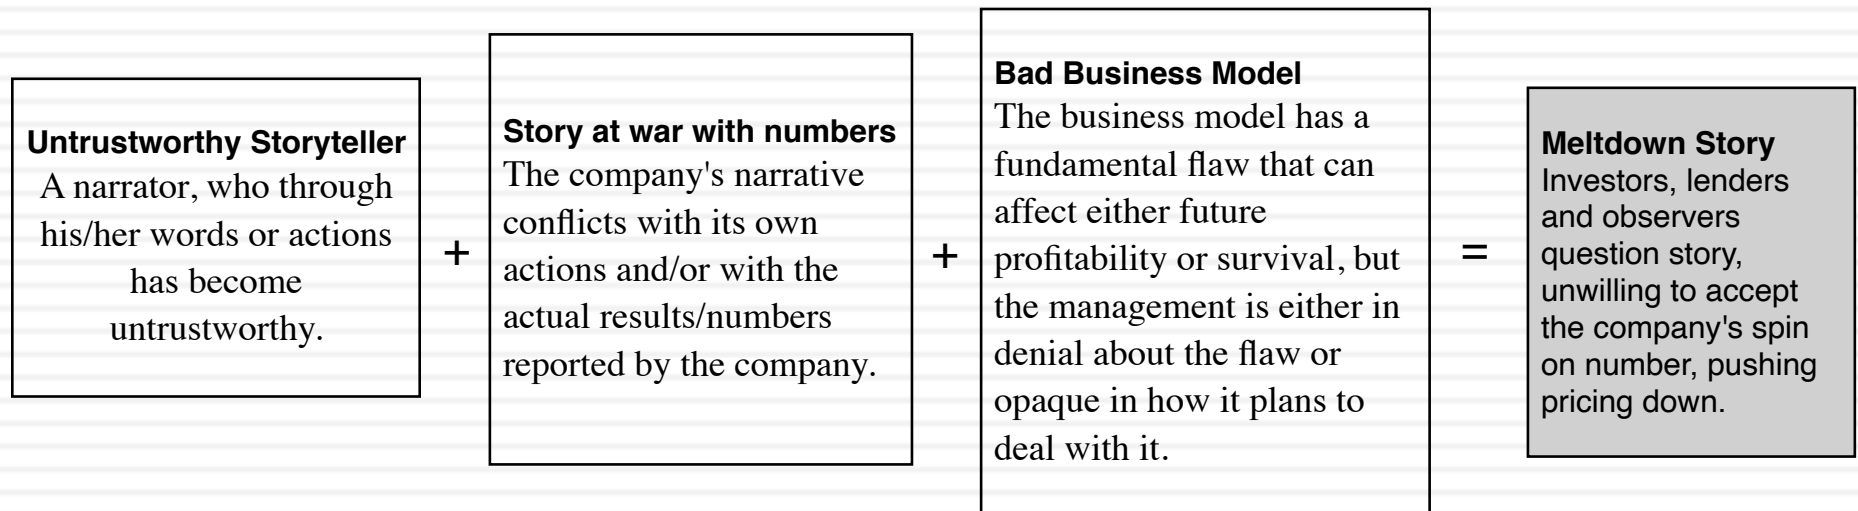 Untrustworthy Storyteller
A narrator, who through
his/her words or actions
has become
untrustworthy.
+
Story at war with numbers
The company's narrative
conflicts with its own
actions and/or with the
actual results/numbers
reported by the company.
+
Bad Business Model
The business model has a
fundamental flaw that can
affect either future
profitability or survival, but
the management is either in
denial about the flaw or
opaque in how it plans to
deal with it.
=
Meltdown Story
Investors, lenders
and observers
question story,
unwilling to accept
the company's spin
on number, pushing
pricing down.